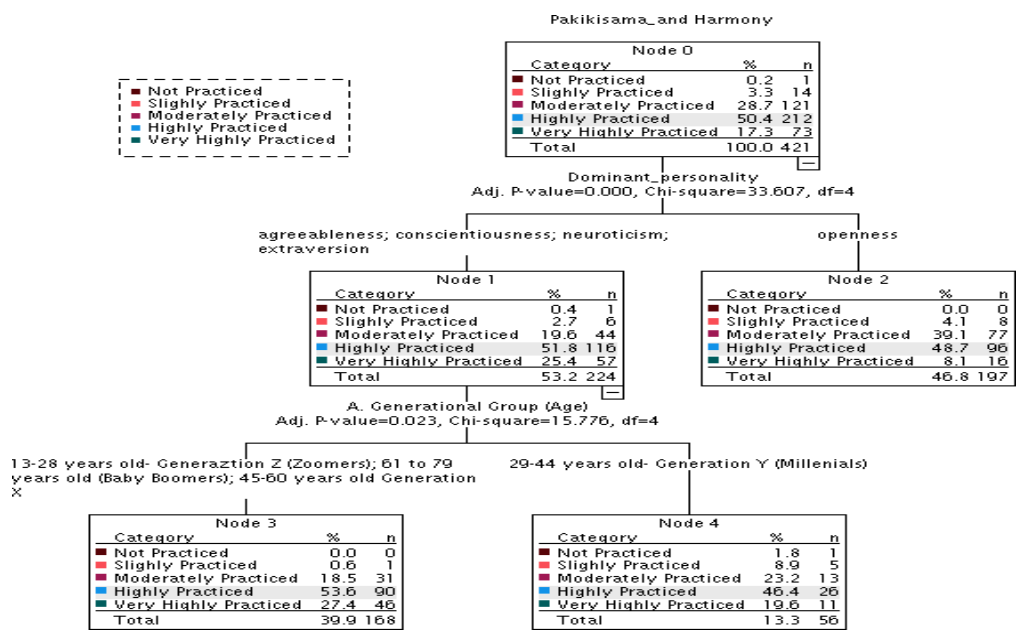 Pakikisama_and Harmony
Not Practiced
Slighly Practiced
Moderately Practiced
Highly Practiced
Very Highly Practiced
Node 0
Category % n
Not Practiced 0.2 1
Slighly Practiced 3.3 14
Moderately Practiced 28.7 121
Highly Practiced 50.4 212
Very Highly Practiced 17.3 73
Total 100.0 421
Dominant_personality
Adj. P-value=0.000, Chi-square=33.607, df=4
agreeableness; conscientiousness; neuroticism;
extraversion
openness
Node 1
Category % n
Not Practiced 0.4 1
Slighly Practiced 2.7 6
Moderately Practiced 19.6 44
Highly Practiced 51.8 116
Very Highly Practiced 25.4 57
Total 53.2 224
Node 2
Category % n
Not Practiced 0.0 0
Slighly Practiced 4.1 8
Moderately Practiced 39.1 77
Highly Practiced 48.7 96
Very Highly Practiced 8.1 16
Total 46.8 197
A. Generational Group (Age)
Adj. P-value=0.023, Chi-square=15.776, df=4
13-28 years old- Generaztion Z (Zoomers); 61 to 79
years old (Baby Boomers); 45-60 years old Generation
X
29-44 years old- Generation Y (Millenials)
Node 3
Category % n
Not Practiced 0.0 0
Slighly Practiced 0.6 1
Moderately Practiced 18.5 31
Highly Practiced 53.6 90
Very Highly Practiced 27.4 46
Total 39.9 168
Node 4
Category % n
Not Practiced 1.8 1
Slighly Practiced 8.9 5
Moderately Practiced 23.2 13
Highly Practiced 46.4 26
Very Highly Practiced 19.6 11
Total 13.3 56